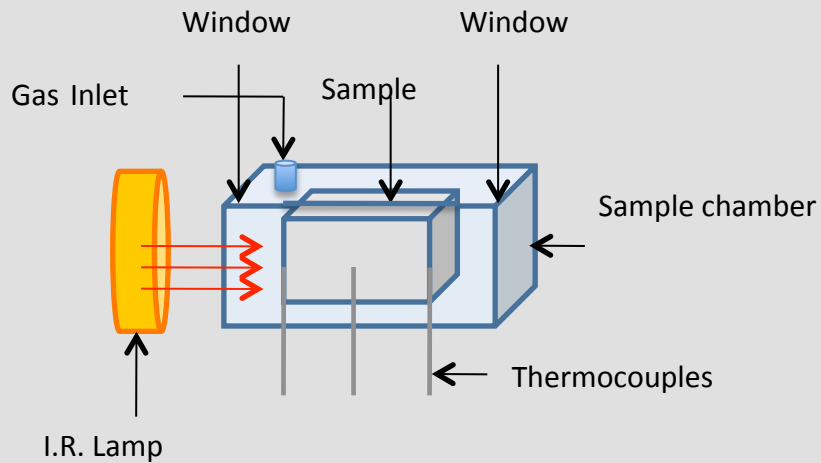 Window
Window
Gas Inlet
Sample
Sample chamber
Thermocouples
I.R. Lamp